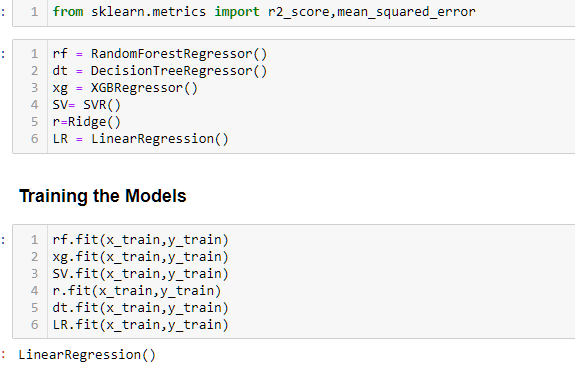 : 1 from sklearn.metrics import r2_score,mean_squared_error
: 1 rf = RandomForestRegressor()
2 dt = DecisionTreeRegressor()
3 xg = XGBRegressor()
4 SV= SVR()
5 r=Ridge()
6 LR = LinearRegression()
Training the Models
: 1 rf.fit(x_train,y_train)
2 xg.fit(x_train,y_train)
3 SV.fit(x_train,y_train)
4 r.fit(x_train,y_train)
5 dt.fit(x_train,y_train)
6 LR.fit(x_train,y_train)
: LinearRegression()